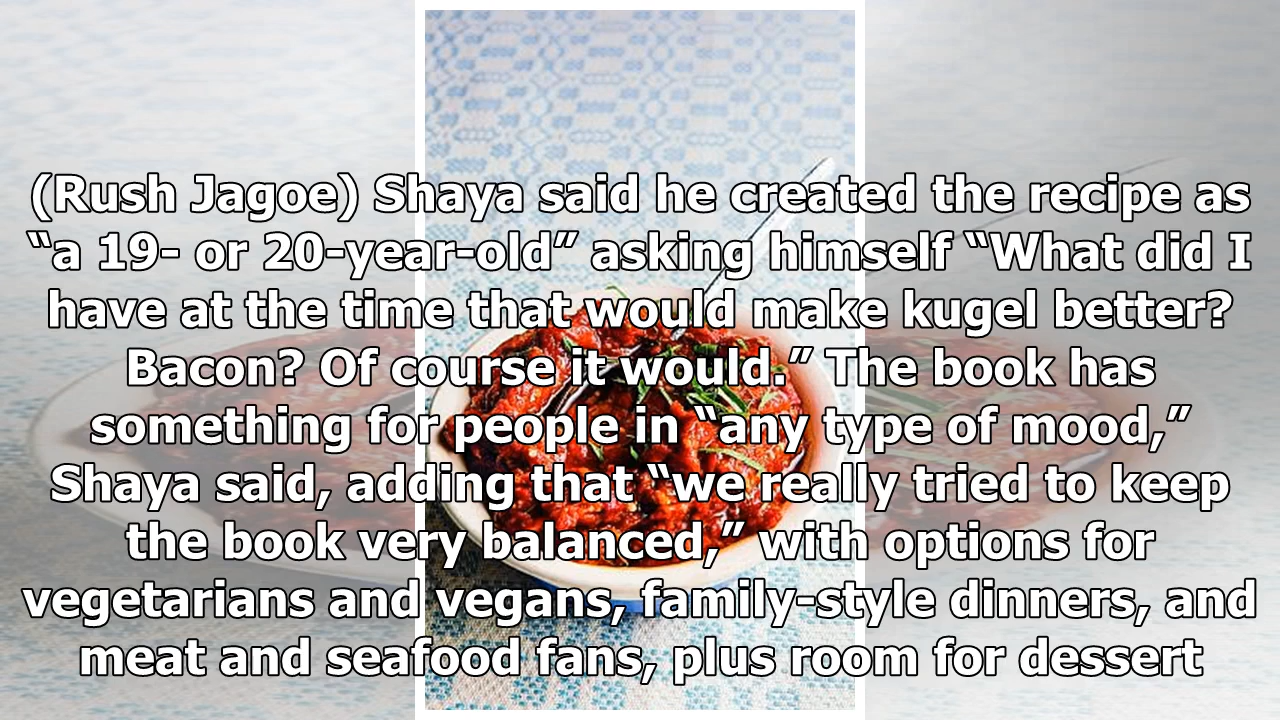 (Rush Jagoe) Shaya said he created the recipe as
“a 19- or 20-year-old” asking himself “What did I
have at the time that would make kugel better?
Bacon? Of course it would.” The book has
something for people in “any type of mood,”
Shaya said, adding that “we really tried to keep
the book very balanced,” with options for
vegetarians and vegans, family-style dinners, and
meat and seafood fans, plus room for dessert